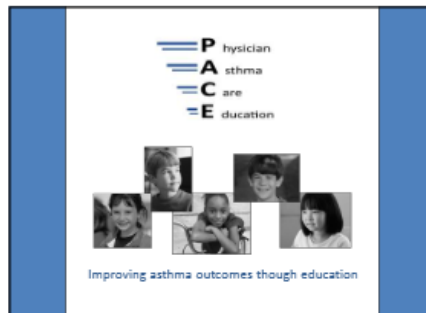 P hysician
A sthma
C are
E ducation
Improving asthma outcomes though education